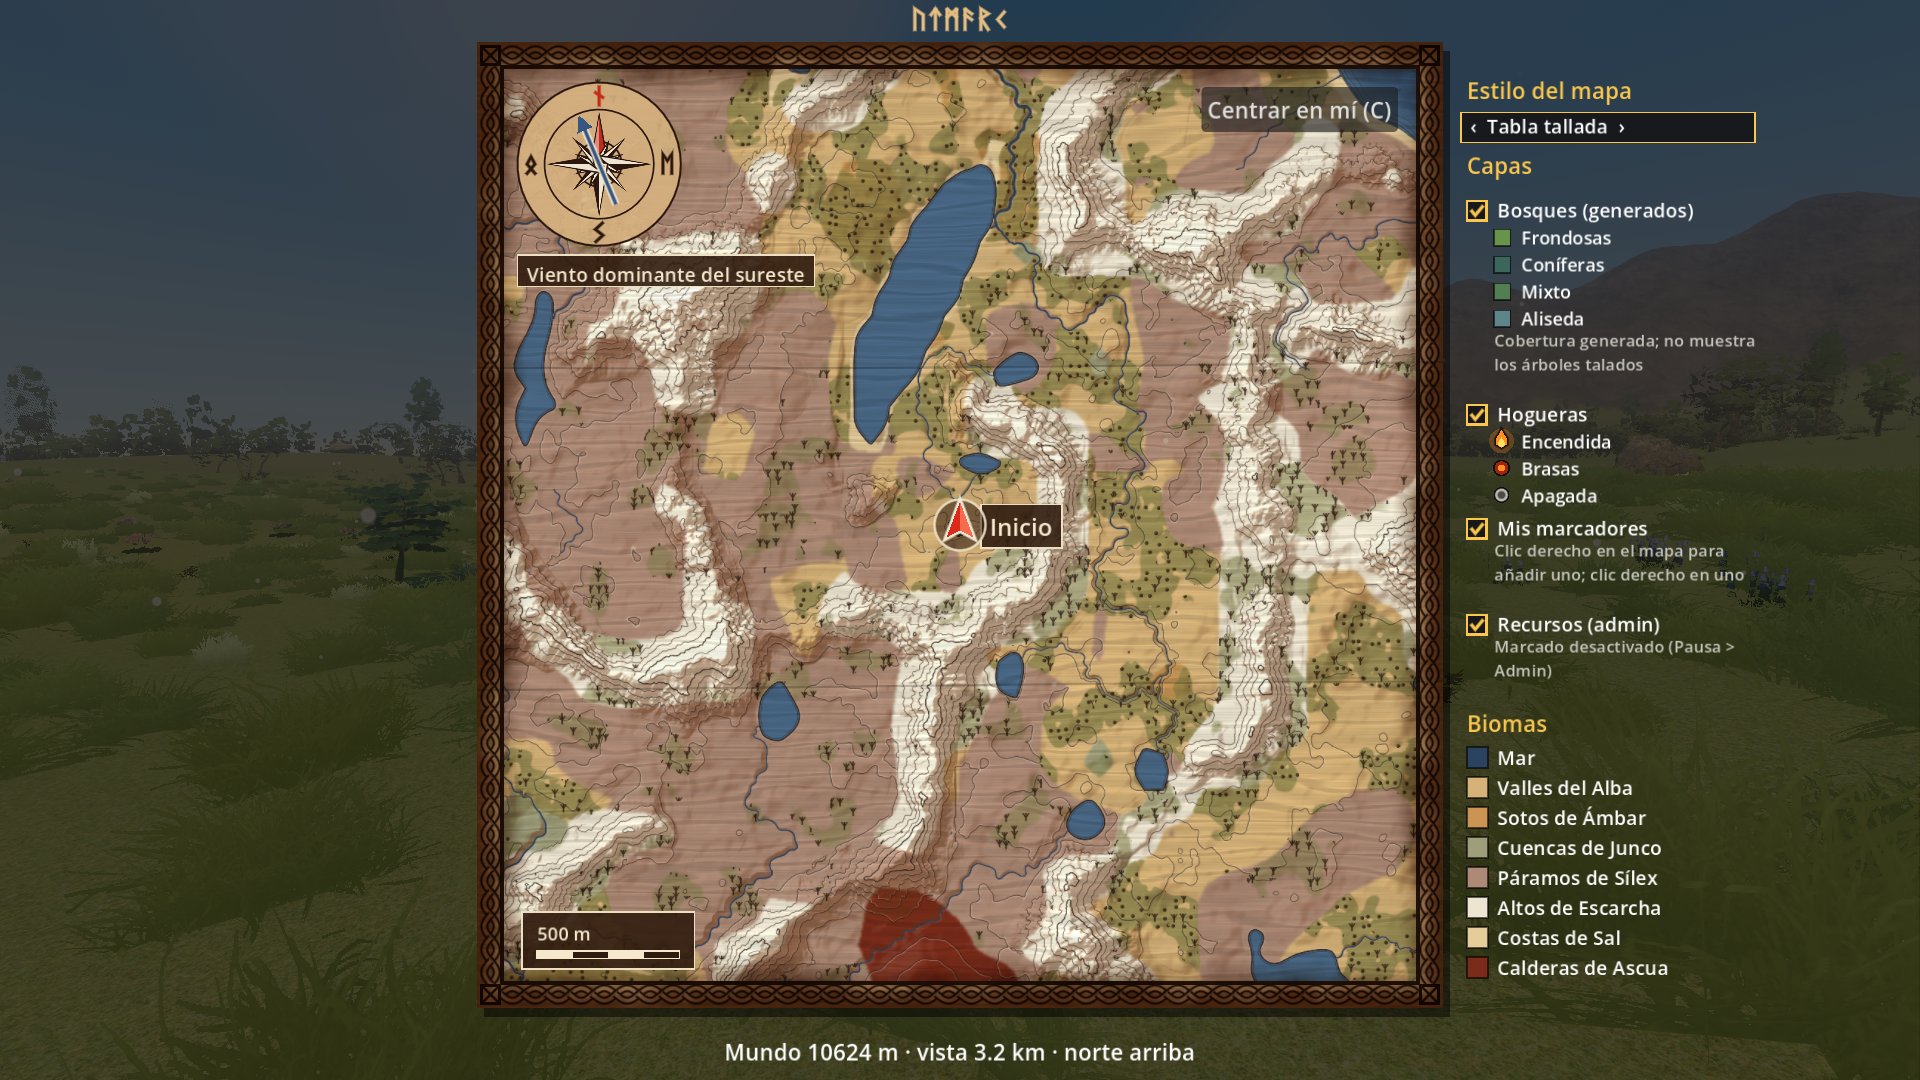 ᚢᛏᛗᚨᚱᚲ
Estilo del mapa
‹ Tabla tallada ›
Capas
Bosques (generados)
Frondosas
Coníferas
Mixto
Aliseda
Cobertura generada; no muestra
los árboles talados
Hogueras
Encendida
Brasas
Apagada
Mis marcadores
Clic derecho en el mapa para
añadir uno; clic derecho en uno
Recursos (admin)
Marcado desactivado (Pausa >
Admin)
Biomas
Mar
Valles del Alba
Sotos de Ámbar
Cuencas de Junco
Páramos de Sílex
Altos de Escarcha
Costas de Sal
Calderas de Ascua
Centrar en mí (C)
ᚾ
ᛟ
ᛖ
ᛊ
Viento dominante del sureste
Inicio
500 m
Mundo 10624 m · vista 3.2 km · norte arriba